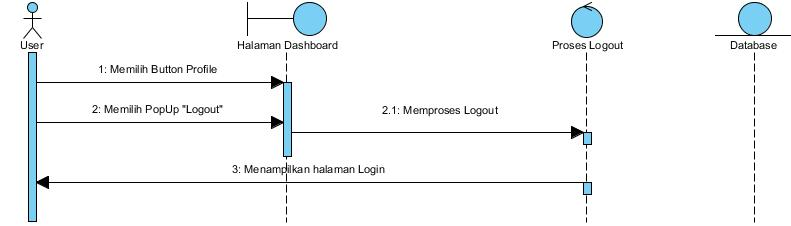 User
Halaman Dashboard
Proses Logout
Database
1: Memilih Button Profile
2: Memilih PopUp "Logout"
2.1: Memproses Logout
3: Menampilkan halaman Login